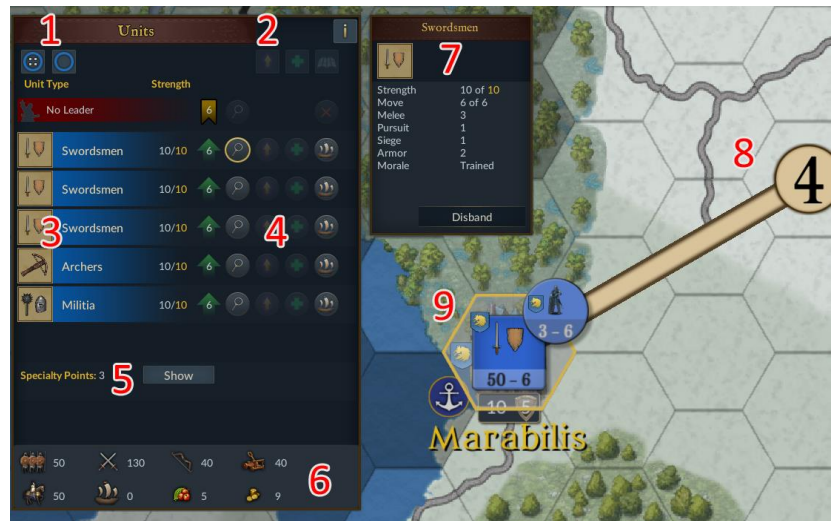 1
Units
2
i
Unit Type Strength
No Leader 6
Swordsmen 10/10 6
Swordsmen 10/10 6
3 Swordsmen 10/10 6 4
Archers 10/10 6
Militia 10/10 6
Specialty Points: 3 5 Show
50 130 40 40
50 0 5 9 6
Swordsmen
7
Strength 10 of 10
Move 6 of 6
Melee 3
Pursuit 1
Siege 1
Armor 2
Morale Trained
Disband
8
4
9
3 - 6
50 - 6
10 5
Marabilis